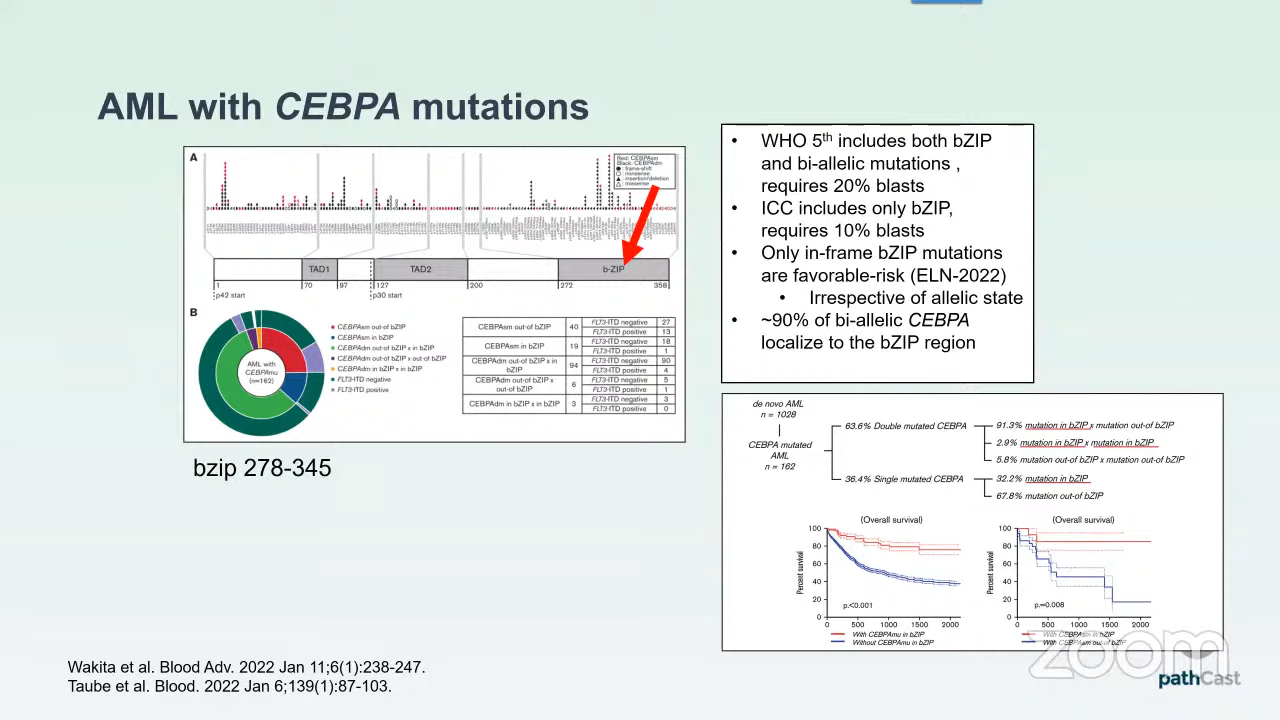 AML with CEBPA mutations
A
Red: CEBPAsm
Black: CEBPAdm
frame-shift
nonsense
insertion/deletion
missense
TAD1
TAD2
b-ZIP
1
70
97
127
200
272
358
p42 start
p30 start
B
AML with
CEBPAmu
(n=162)
CEBPAsm out-of bZIP
CEBPAsm in bZIP
CEBPAdm out-of bZIP x in bZIP
CEBPAdm out-of bZIP x out-of bZIP
CEBPAdm in bZIP x in bZIP
FLT3-ITD negative
FLT3-ITD positive
CEBPAsm out-of bZIP 40 FLT3-ITD negative 27
FLT3-ITD positive 13
CEBPAsm in bZIP 19 FLT3-ITD negative 18
FLT3-ITD positive 1
CEBPAdm out-of bZIP x in bZIP 94 FLT3-ITD negative 90
FLT3-ITD positive 4
CEBPAdm out-of bZIP x out-of bZIP 6 FLT3-ITD negative 5
FLT3-ITD positive 1
CEBPAdm in bZIP x in bZIP 3 FLT3-ITD negative 3
FLT3-ITD positive 0
bzip 278-345
• WHO 5th includes both bZIP
and bi-allelic mutations ,
requires 20% blasts
• ICC includes only bZIP,
requires 10% blasts
• Only in-frame bZIP mutations
are favorable-risk (ELN-2022)
• Irrespective of allelic state
• ~90% of bi-allelic CEBPA
localize to the bZIP region
de novo AML
n = 1028
CEBPA mutated
AML
n = 162
63.6% Double mutated CEBPA
91.3% mutation in bZIP x mutation out-of bZIP
2.9% mutation in bZIP x mutation in bZIP
5.8% mutation out-of bZIP x mutation out-of bZIP
36.4% Single mutated CEBPA
32.2% mutation in bZIP
67.8% mutation out-of bZIP
(Overall survival)
Percent survival
100
80
60
40
20
0
p.<0.001
0 500 1000 1500 2000
With CEBPAmu in bZIP
Without CEBPAmu in bZIP
(Overall survival)
Percent survival
100
80
60
40
20
0
p.=0.008
0 500 1000 1500 2000
With CEBPAsm in bZIP
With CEBPAsm out-of bZIP
Wakita et al. Blood Adv. 2022 Jan 11;6(1):238-247.
Taube et al. Blood. 2022 Jan 6;139(1):87-103.
zoom
pathCast